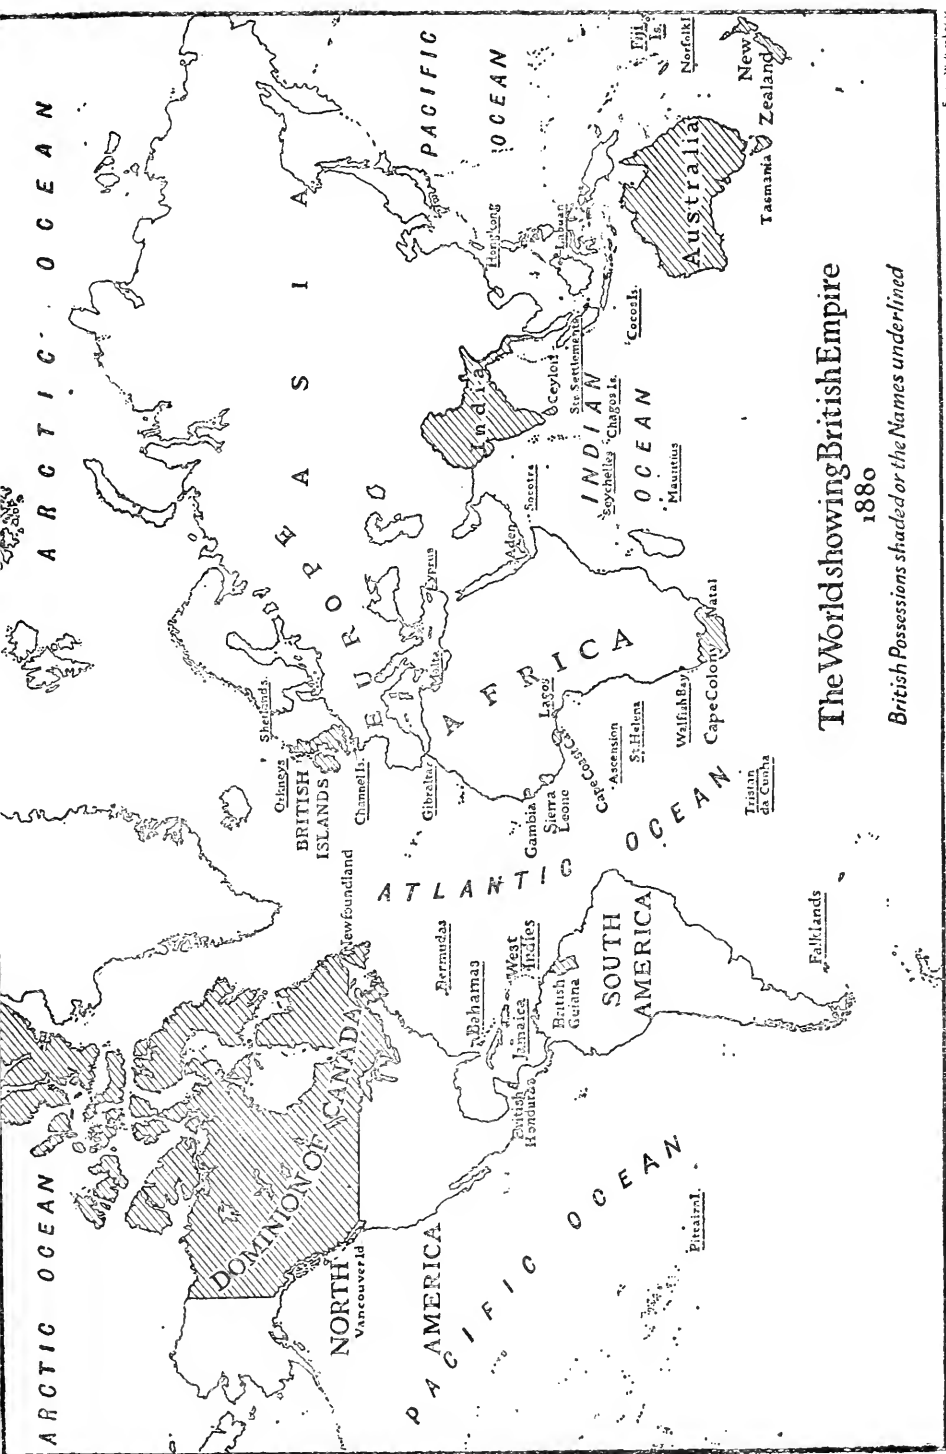 ARCTIC OCEAN
ARCTIC OCEAN
DOMINION OF CANADA
Newfoundland
NORTH
Vancouver Id
AMERICA
PACIFIC OCEAN
Pitcairn I.
Bermudas
Bahamas
West
Indies
Jamaica
British
Honduras
British
Guiana
SOUTH
AMERICA
Falklands
ATLANTIC OCEAN
Orkneys
Shetlands
BRITISH
ISLANDS
Channel Is.
Gibraltar
Malta
Cyprus
EUROPE
ASIA
AFRICA
Gambia
Sierra
Leone
Cape Coast Ca.
Lagos
Ascension
St. Helena
Walfish Bay
Cape Colony
Natal
Tristan
da Cunha
Aden
Socotra
India
Ceylon
Str. Settlements
INDIAN
OCEAN
Seychelles
Chagos Is.
Mauritius
Cocos Is.
Hong Kong
Labuan
PACIFIC
OCEAN
Fiji
Is.
Norfolk I
Australia
New
Zealand
Tasmania
The World showing British Empire
1880
British Possessions shaded or the Names underlined